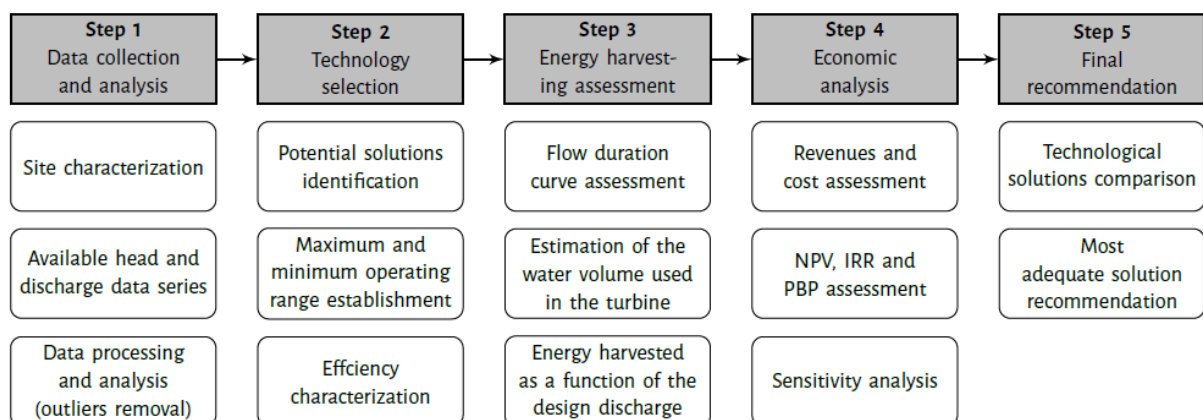 Step 1
Data collection
and analysis
Step 2
Technology
selection
Step 3
Energy harvest-
ing assessment
Step 4
Economic
analysis
Step 5
Final
recommendation
Site characterization
Potential solutions
identification
Flow duration
curve assessment
Revenues and
cost assessment
Technological
solutions comparison
Available head and
discharge data series
Maximum and
minimum operating
range establishment
Estimation of the
water volume used
in the turbine
NPV, IRR and
PBP assessment
Most
adequate solution
recommendation
Data processing
and analysis
(outliers removal)
Effciency
characterization
Energy harvested
as a function of the
design discharge
Sensitivity analysis